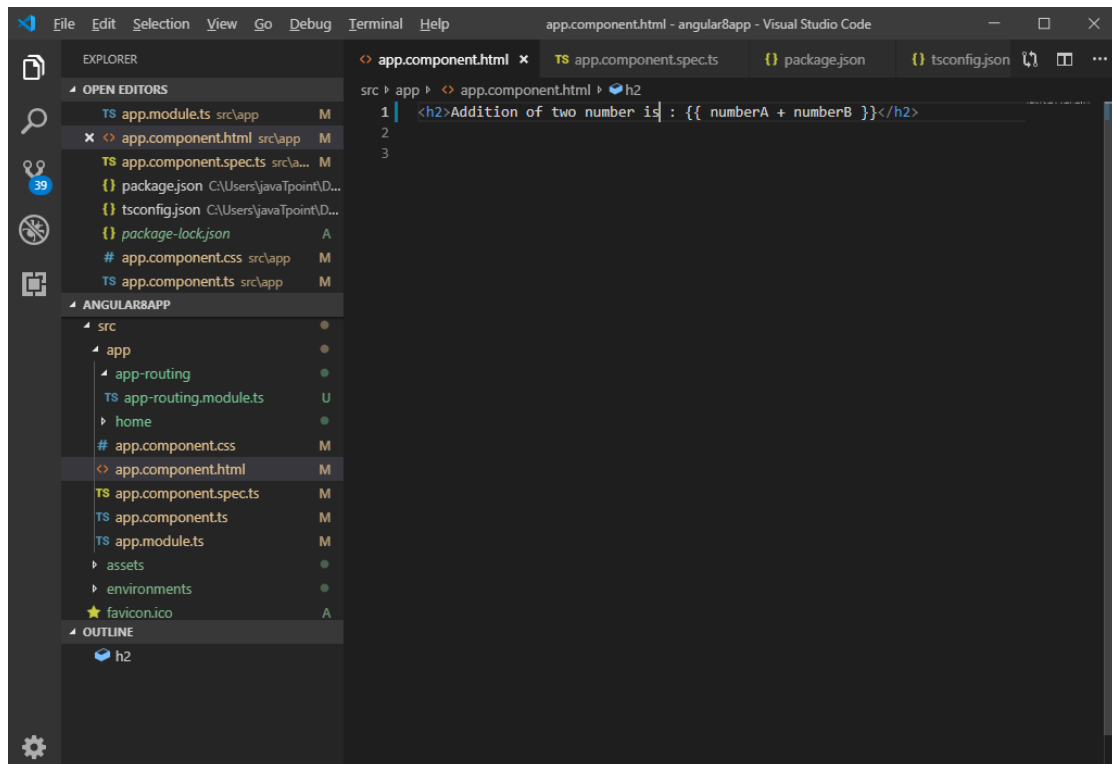 File Edit Selection View Go Debug Terminal Help app.component.html - angular8app - Visual Studio Code
EXPLORER
OPEN EDITORS
TS app.module.ts src\app M
<> app.component.html src\app M
TS app.component.spec.ts src\a... M
{} package.json C:\Users\javaTpoint\D...
{} tsconfig.json C:\Users\javaTpoint\D...
{} package-lock.json A
# app.component.css src\app M
TS app.component.ts src\app M
ANGULAR8APP
src
app
app-routing
TS app-routing.module.ts U
home
# app.component.css M
<> app.component.html M
TS app.component.spec.ts M
TS app.component.ts M
TS app.module.ts M
assets
environments
favicon.ico A
OUTLINE
h2
39
<> app.component.html × TS app.component.spec.ts {} package.json {} tsconfig.json ...
src app <> app.component.html h2
1 <h2>Addition of two number is : {{ numberA + numberB }}</h2>
2
3